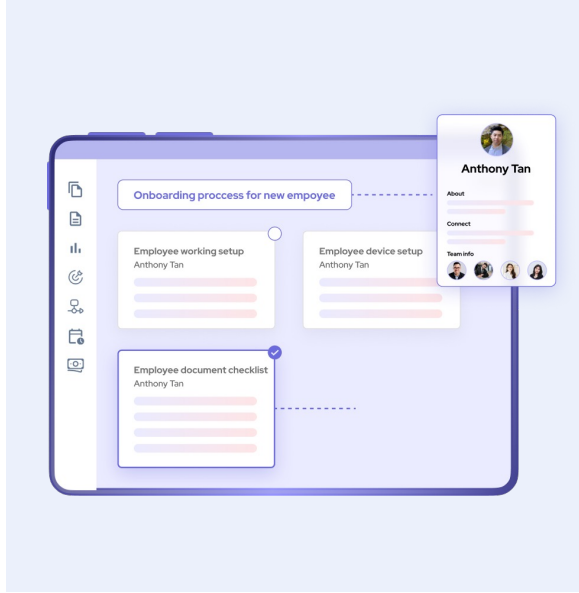 Anthony Tan
About
Connect
Team info
Onboarding proccess for new empoyee
Employee working setup
Anthony Tan
Employee device setup
Anthony Tan
Employee document checklist
Anthony Tan